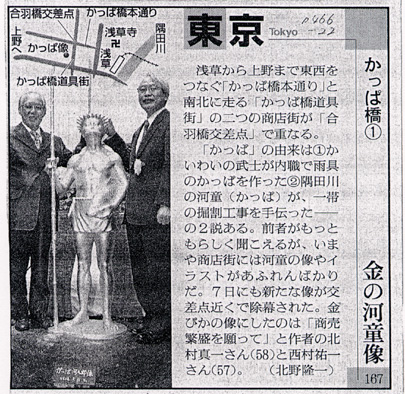 合羽橋交差点
かっぱ橋本通り
上野へ
かっぱ像
浅草寺
浅草
隅田川
かっぱ橋道具街
東京
Tokyo
かっぱ橋①
金の河童像
167
浅草から上野まで東西を
つなぐ「かっぱ橋本通り」と
南北に走る「かっぱ橋道具
街」の二つの商店街が「合
羽橋交差点」で重なる。
「かっぱ」の由来は①か
いわいの武士が内職で雨具
のかっぱを作った②隅田川
の河童（かっぱ）が、一帯
の掘割工事を手伝った――
の２説ある。前者がもっと
もらしく聞こえるが、いま
や商店街には河童の像やイ
ラストがあふれんばかり
だ。７日にも新たな像が交
差点近くで除幕された。金
ぴかの像にしたのは「商売
繁盛を願って」と作者の北
村真一さん(58)と西村祐一
さん(57)。（北野隆一）